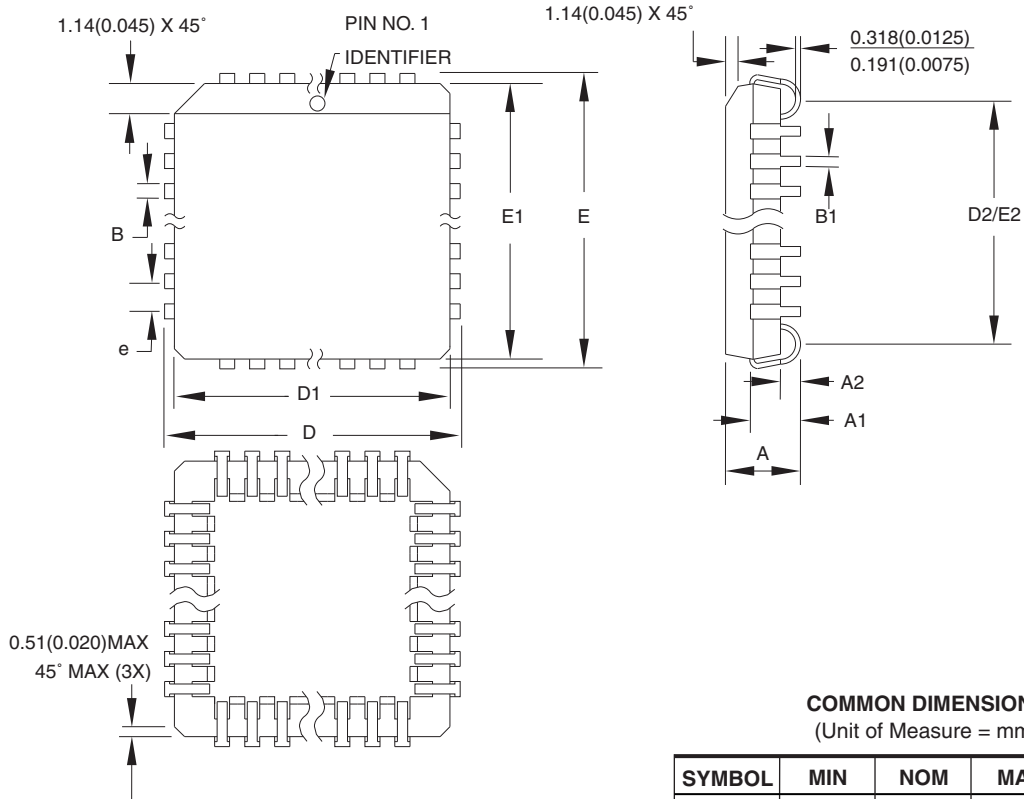 1.14(0.045) X 45˚
PIN NO. 1
IDENTIFIER
1.14(0.045) X 45˚
0.318(0.0125)
0.191(0.0075)
B
e
E1
E
B1
D2/E2
A2
A1
A
D1
D
0.51(0.020)MAX
45˚ MAX (3X)
COMMON DIMENSION
(Unit of Measure = mm
SYMBOL MIN NOM MA